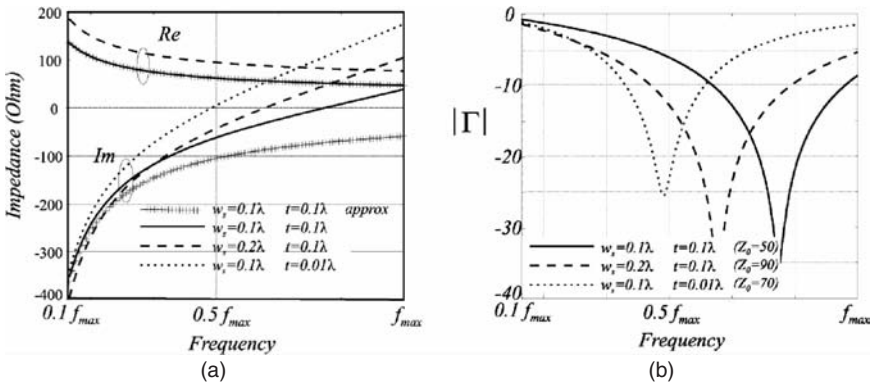 200
100
0
-100
-200
-300
-400
Impedance (Ohm)
Re
Im
w_s=0.1λ t=0.1λ approx
w_s=0.1λ t=0.1λ
w_s=0.2λ t=0.1λ
w_s=0.1λ t=0.01λ
0.1 f_max
0.5 f_max
f_max
Frequency
(a)
0
-10
-20
-30
-40
|Γ|
w_s=0.1λ t=0.1λ (Z_0=50)
w_s=0.2λ t=0.1λ (Z_0=90)
w_s=0.1λ t=0.01λ (Z_0=70)
0.1 f_max
0.5 f_max
f_max
Frequency
(b)